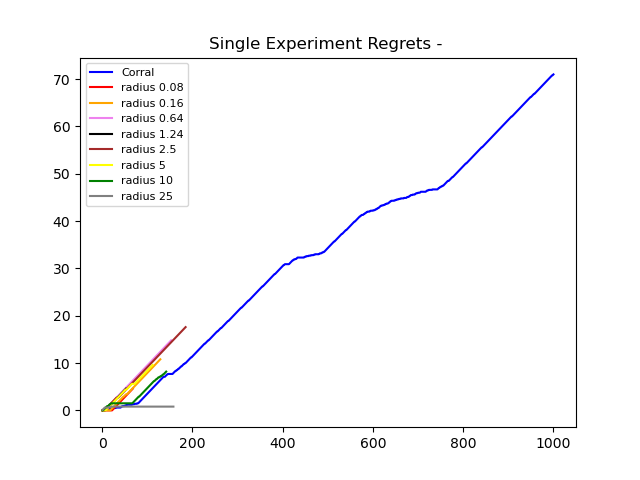 Single Experiment Regrets -
Corral
radius 0.08
radius 0.16
radius 0.64
radius 1.24
radius 2.5
radius 5
radius 10
radius 25
70
60
50
40
30
20
10
0
0 200 400 600 800 1000